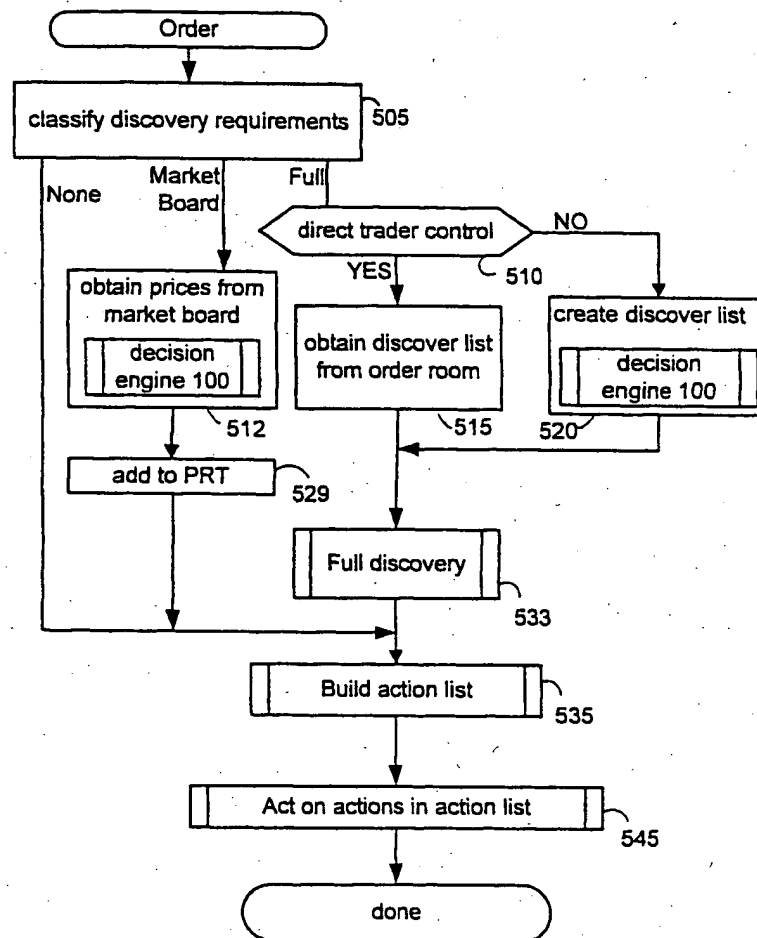 Order
classify discovery requirements
505
None
Market
Board
Full
direct trader control
NO
510
YES
obtain prices from
market board
decision
engine 100
512
obtain discover list
from order room
515
create discover list
decision
engine 100
520
add to PRT
529
Full discovery
533
Build action list
535
Act on actions in action list
545
done